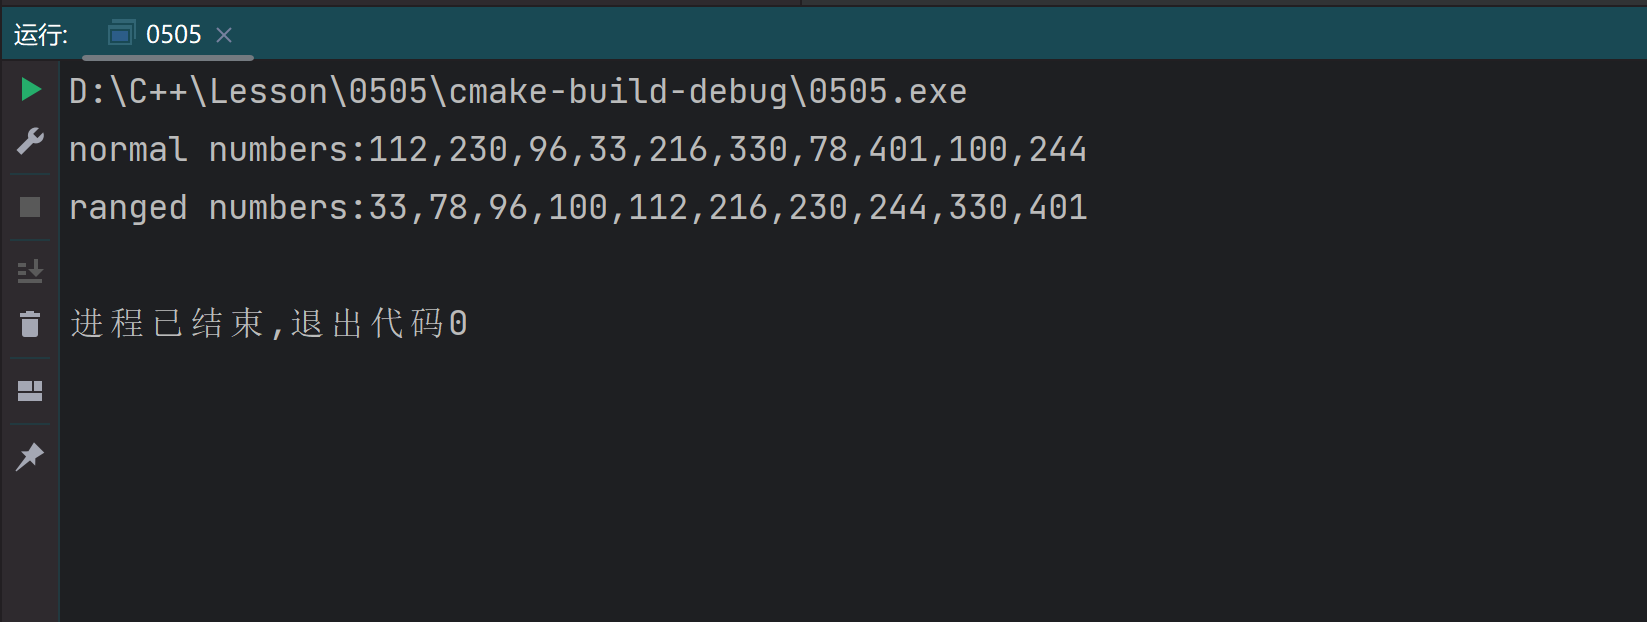 运行: 0505
D:\C++\Lesson\0505\cmake-build-debug\0505.exe
normal numbers:112,230,96,33,216,330,78,401,100,244
ranged numbers:33,78,96,100,112,216,230,244,330,401
进程已结束,退出代码0